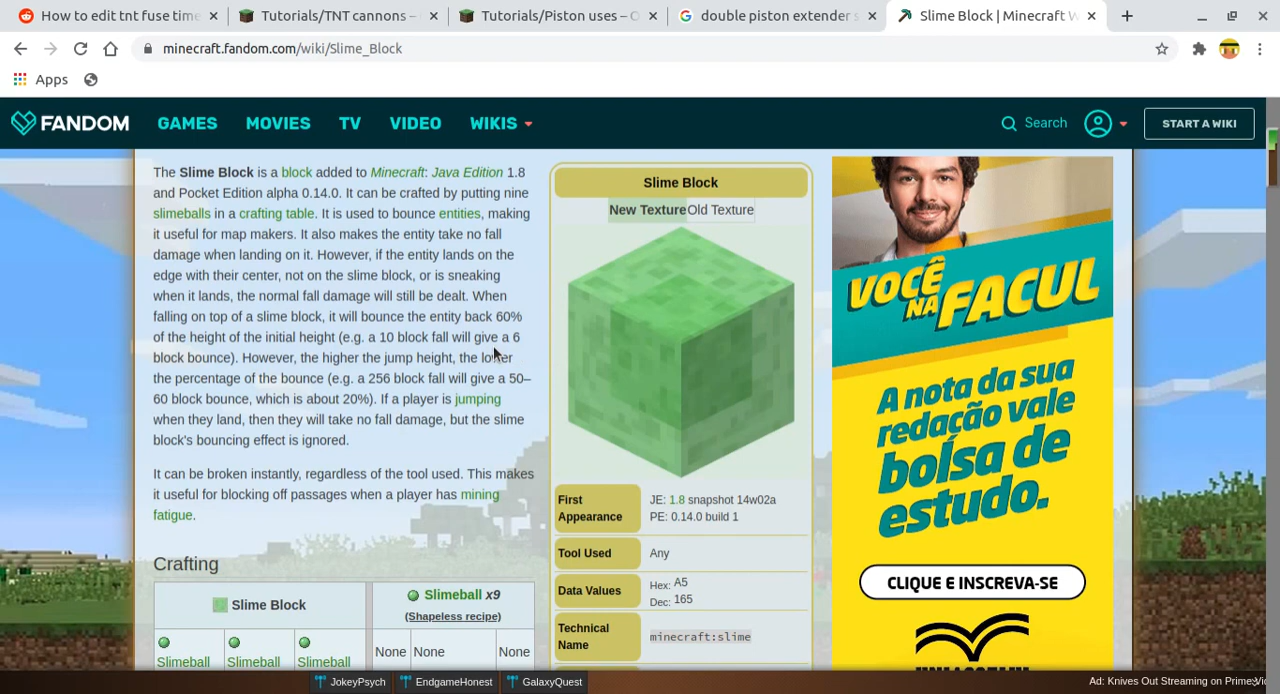 How to edit tnt fuse time
Tutorials/TNT cannons –
Tutorials/Piston uses – O
double piston extender s
Slime Block | Minecraft W
minecraft.fandom.com/wiki/Slime_Block
Apps
FANDOM
GAMES
MOVIES
TV
VIDEO
WIKIS
Search
START A WIKI
The Slime Block is a block added to Minecraft: Java Edition 1.8
and Pocket Edition alpha 0.14.0. It can be crafted by putting nine
slimeballs in a crafting table. It is used to bounce entities, making
it useful for map makers. It also makes the entity take no fall
damage when landing on it. However, if the entity lands on the
edge with their center, not on the slime block, or is sneaking
when it lands, the normal fall damage will still be dealt. When
falling on top of a slime block, it will bounce the entity back 60%
of the height of the initial height (e.g. a 10 block fall will give a 6
block bounce). However, the higher the jump height, the lower
the percentage of the bounce (e.g. a 256 block fall will give a 50–
60 block bounce, which is about 20%). If a player is jumping
when they land, then they will take no fall damage, but the slime
block's bouncing effect is ignored.
It can be broken instantly, regardless of the tool used. This makes
it useful for blocking off passages when a player has mining
fatigue.
Crafting
Slime Block
Slimeball x9
(Shapeless recipe)
Slimeball
Slimeball
Slimeball
None
None
None
Slime Block
New Texture
Old Texture
First
Appearance
JE: 1.8 snapshot 14w02a
PE: 0.14.0 build 1
Tool Used
Any
Data Values
Hex: A5
Dec: 165
Technical
Name
minecraft:slime
VOCÊ
NA FACUL
A nota da sua
redação vale
bolsa de
estudo.
CLIQUE E INSCREVA-SE
JokeyPsych
EndgameHonest
GalaxyQuest
Ad: Knives Out Streaming on Prime